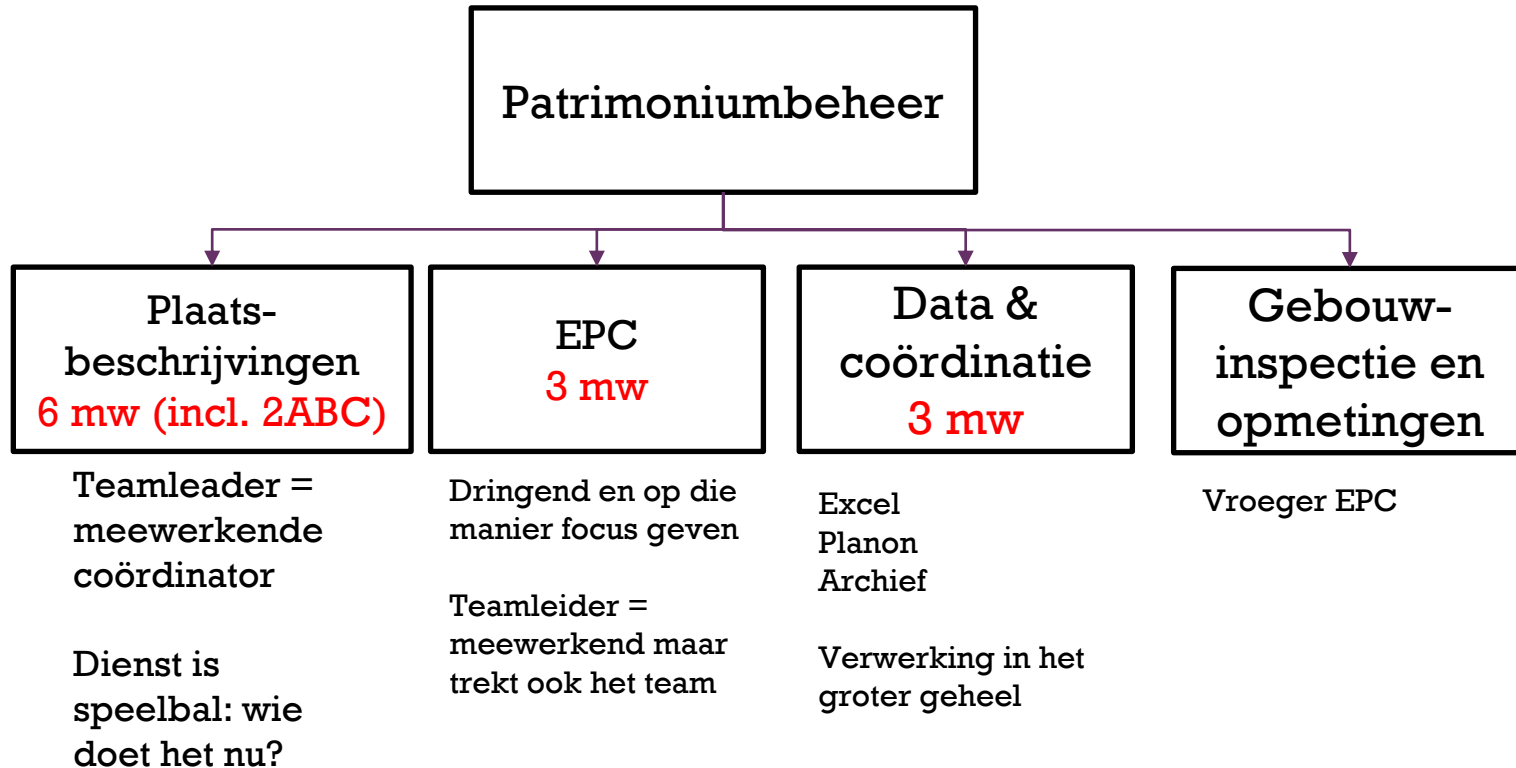 Patrimoniumbeheer
Plaats-
beschrijvingen
6 mw (incl. 2ABC)
EPC
3 mw
Data &
coördinatie
3 mw
Gebouw-
inspectie en
opmetingen
Teamleader =
meewerkende
coördinator
Dienst is
speelbal: wie
doet het nu?
Dringend en op die
manier focus geven
Teamleider =
meewerkend maar
trekt ook het team
Excel
Planon
Archief
Verwerking in het
groter geheel
Vroeger EPC